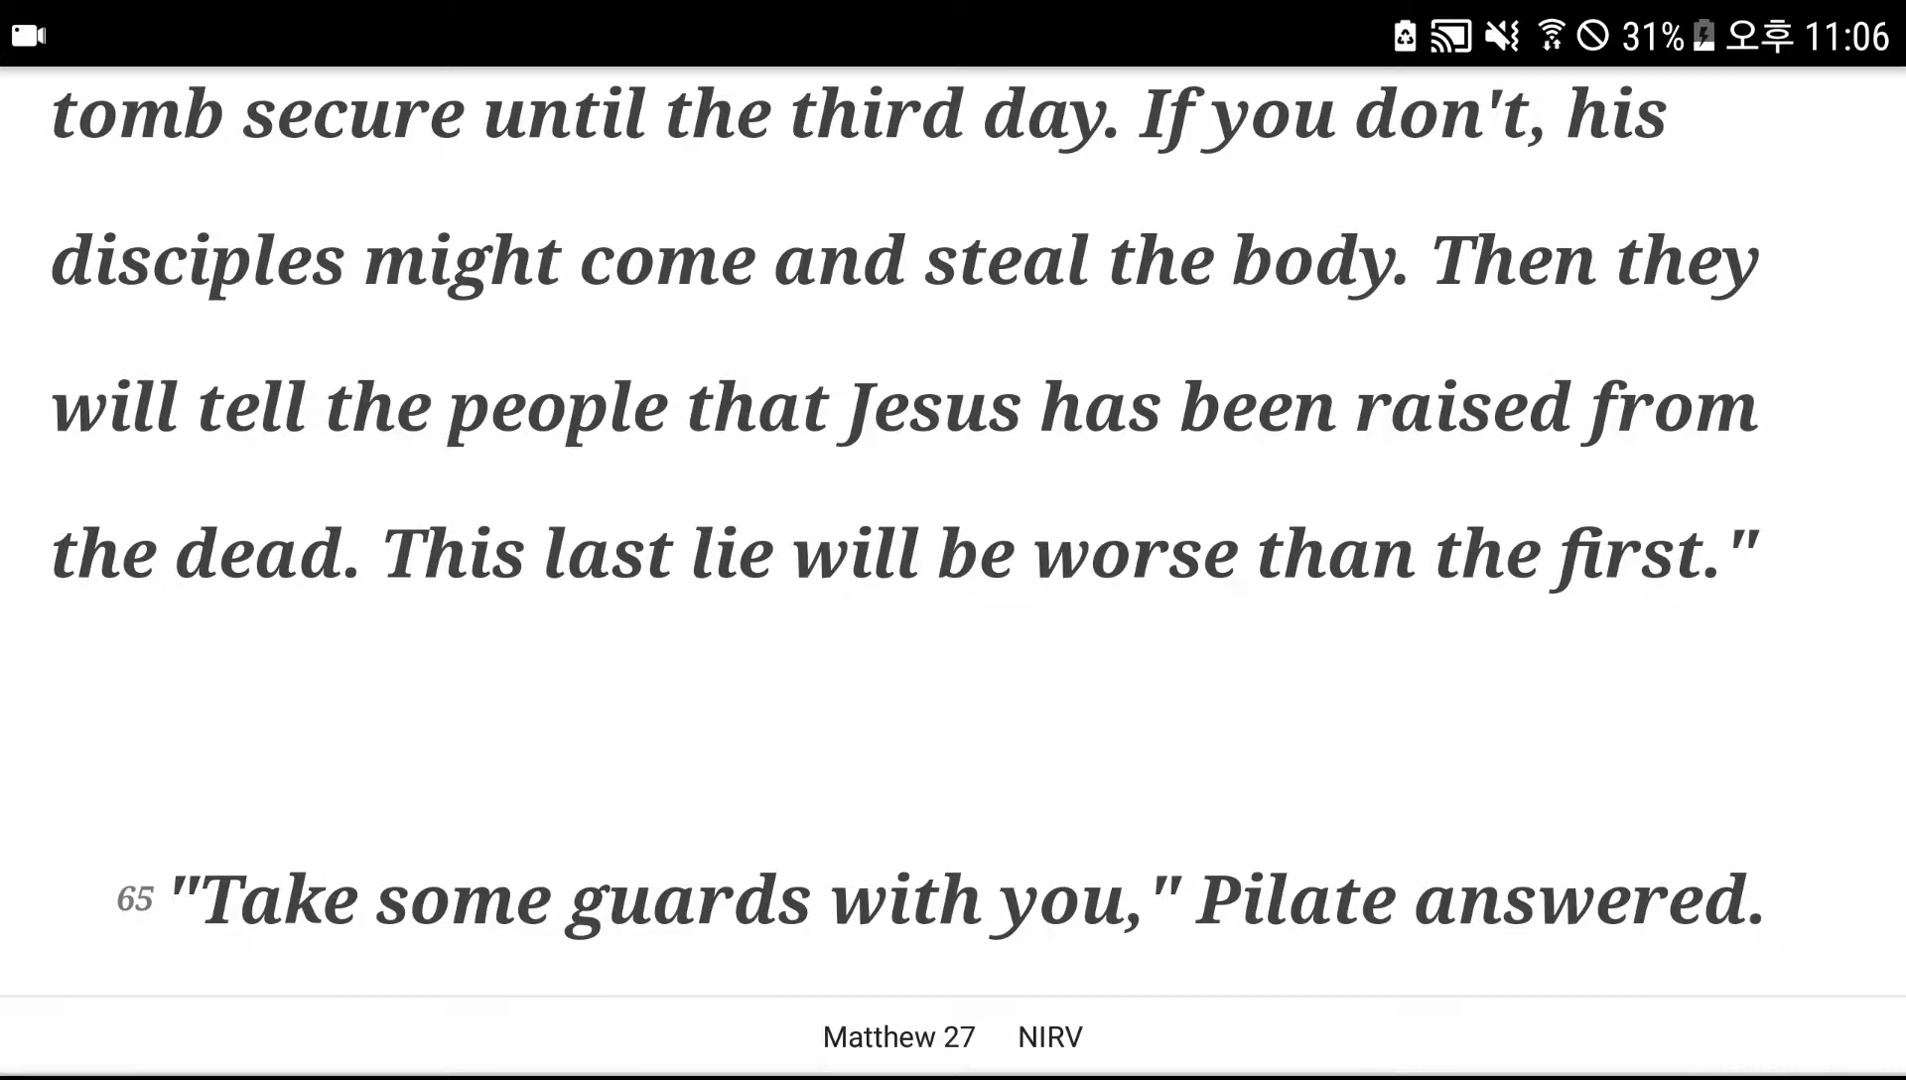 31% 오후 11:06
tomb secure until the third day. If you don't, his
disciples might come and steal the body. Then they
will tell the people that Jesus has been raised from
the dead. This last lie will be worse than the first."
65 "Take some guards with you," Pilate answered.
Matthew 27 NIRV